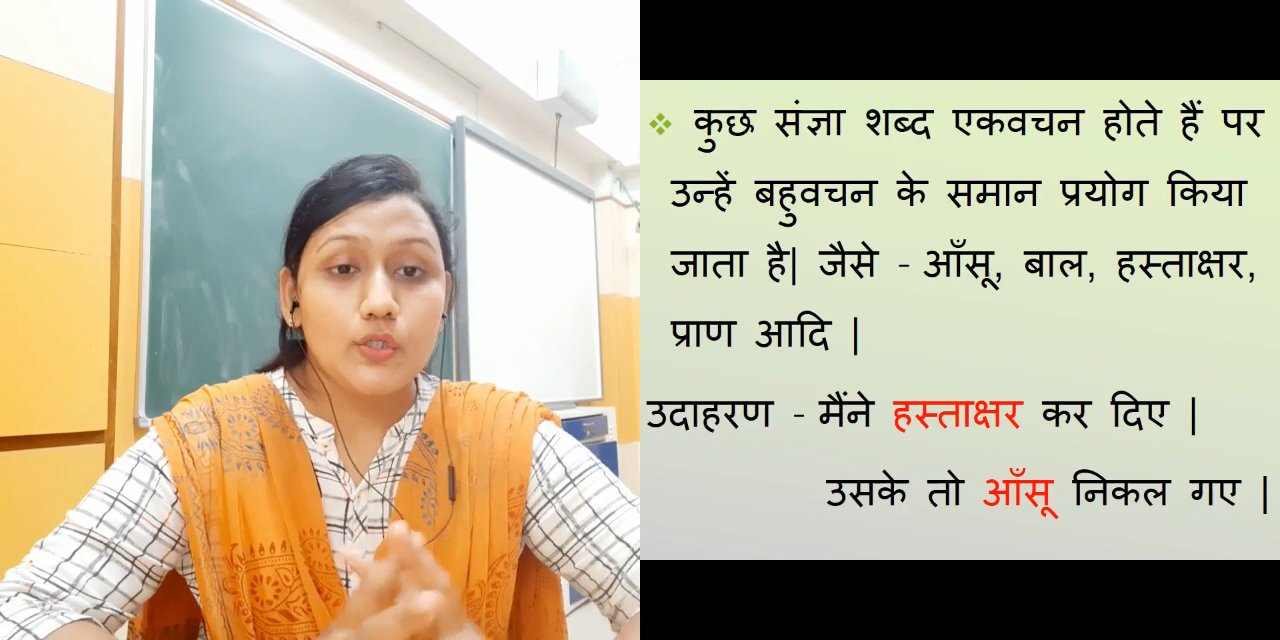 ❖ कुछ संज्ञा शब्द एकवचन होते हैं पर
उन्हें बहुवचन के समान प्रयोग किया
जाता है| जैसे - आँसू, बाल, हस्ताक्षर,
प्राण आदि |
उदाहरण - मैंने हस्ताक्षर कर दिए |
उसके तो आँसू निकल गए |